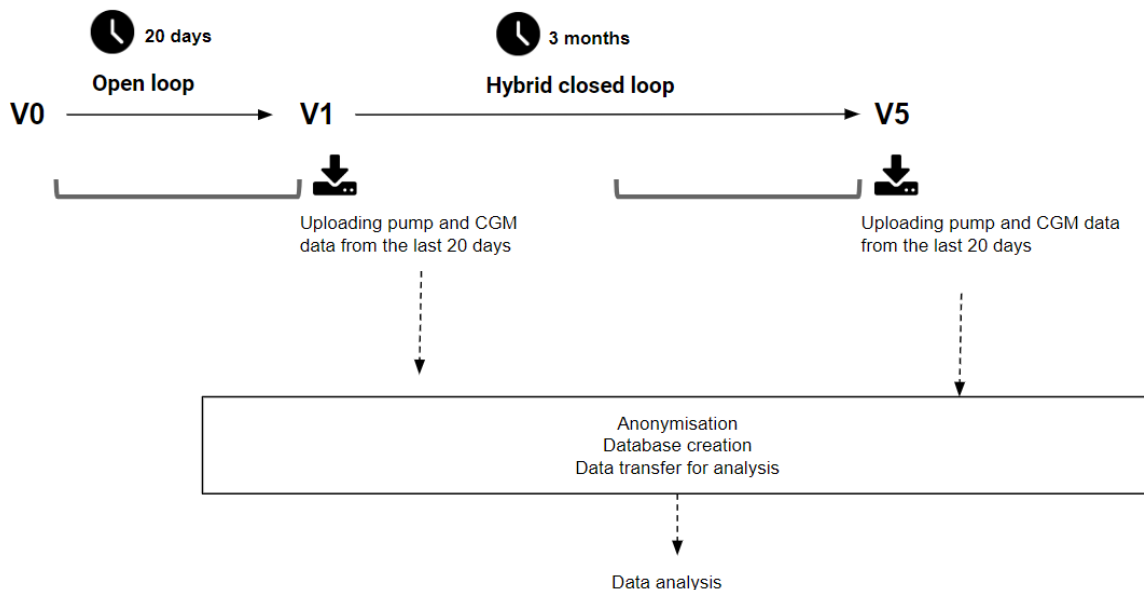 20 days
3 months
Open loop
Hybrid closed loop
V0
V1
V5
Uploading pump and CGM
data from the last 20 days
Uploading pump and CGM data
from the last 20 days
Anonymisation
Database creation
Data transfer for analysis
Data analysis